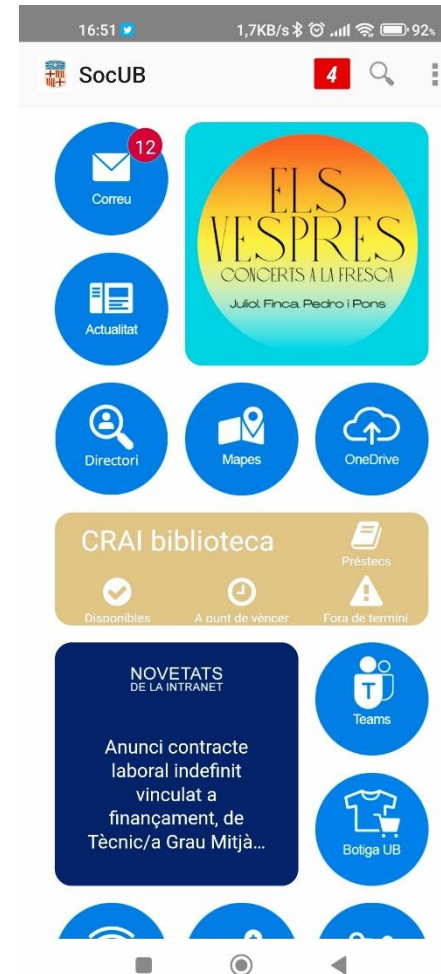 16:51
1,7KB/s
92%
SocUB
4
12
Correu
ELS
VESPRES
CONCERTS A LA FRESCA
Juliol. Finca Pedro i Pons
Actualitat
Directori
Mapes
OneDrive
CRAI biblioteca
Préstecs
Disponibles
A punt de vèncer
Fora de termini
NOVETATS
DE LA INTRANET
Anunci contracte
laboral indefinit
vinculat a
finançament, de
Tècnic/a Grau Mitjà...
T
Teams
Botiga UB